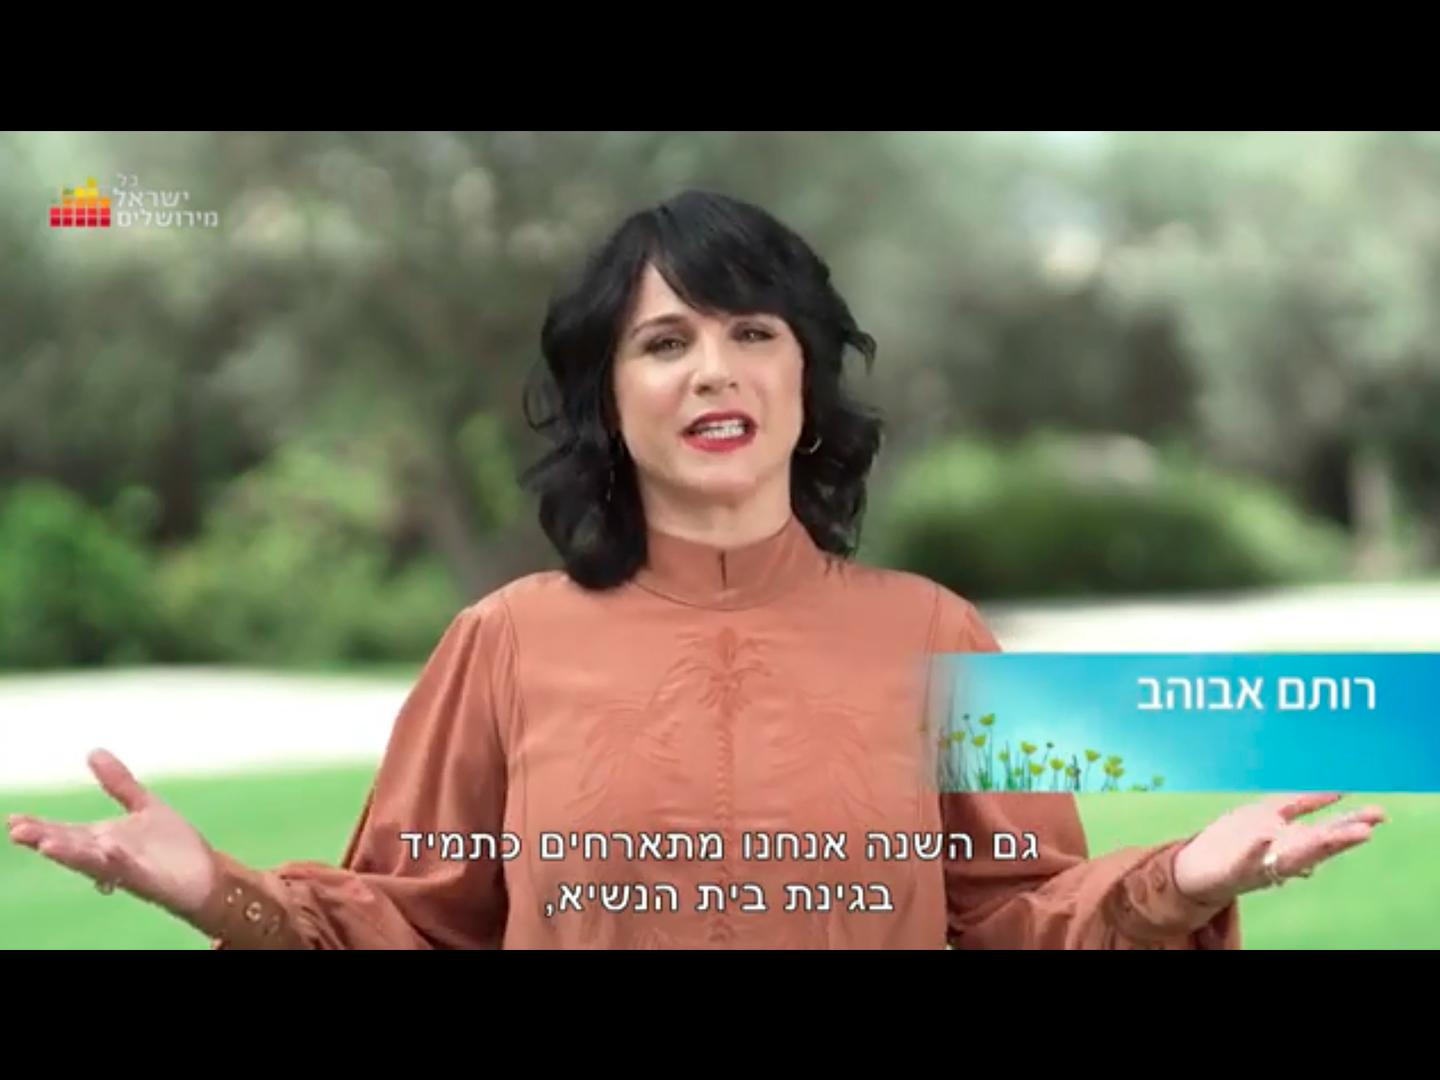 כל
ישראל
מירושלים
רותם אבוהב
גם השנה אנחנו מתארחים כתמיד
בגינת בית הנשיא,